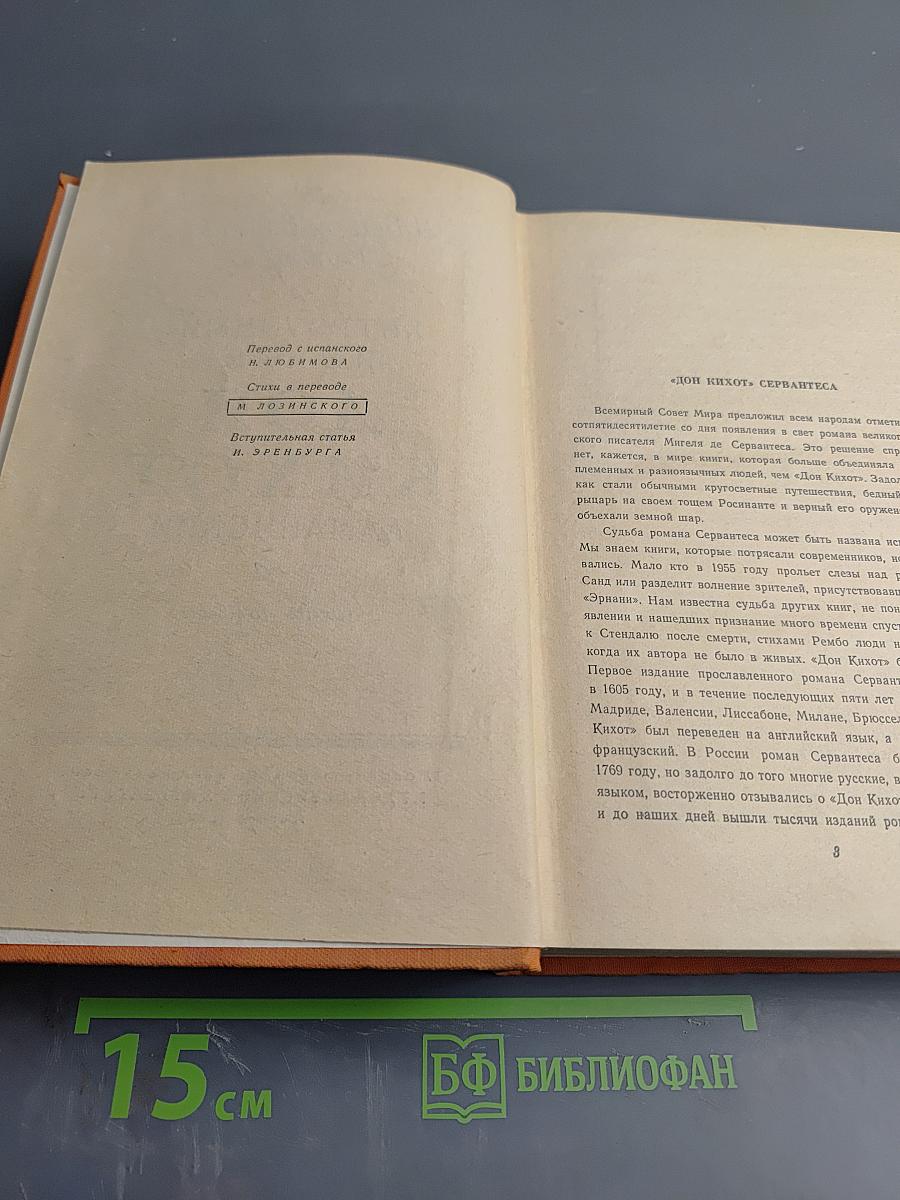 Перевод с испанского
Н. ЛЮБИМОВА
Стихи в переводе
М ЛОЗИНСКОГО
Вступительная статья
И. ЭРЕНБУРГА
«ДОН КИХОТ» СЕРВАНТЕСА
Всемирный Совет Мира предложил всем народам отмети
сотпятидесятилетие со дня появления в свет романа великог
ского писателя Мигеля де Сервантеса. Это решение спр
нет, кажется, в мире книги, которая больше объединяла
племенных и разноязычных людей, чем «Дон Кихот». Задол
как стали обычными кругосветные путешествия, бедный
рыцарь на своем тощем Росинанте и верный его оружен
объехали земной шар.
Судьба романа Сервантеса может быть названа ис
Мы знаем книги, которые потрясали современников, н
вались. Мало кто в 1955 году прольет слезы над р
Санд или разделит волнение зрителей, присутствовавш
«Эрнани». Нам известна судьба других книг, не пон
явлении и нашедших признание много времени спуст
к Стендалю после смерти, стихами Рембо люди н
когда их автора не было в живых. «Дон Кихот» б
Первое издание прославленного романа Серванте
в 1605 году, и в течение последующих пяти лет
Мадриде, Валенсии, Лиссабоне, Милане, Брюссел
Кихот» был переведен на английский язык, а
французский. В России роман Сервантеса б
1769 году, но задолго до того многие русские, в
языком, восторженно отзывались о «Дон Кихот
и до наших дней вышли тысячи изданий ро
3
15 см
БФ БИБЛИОФАН